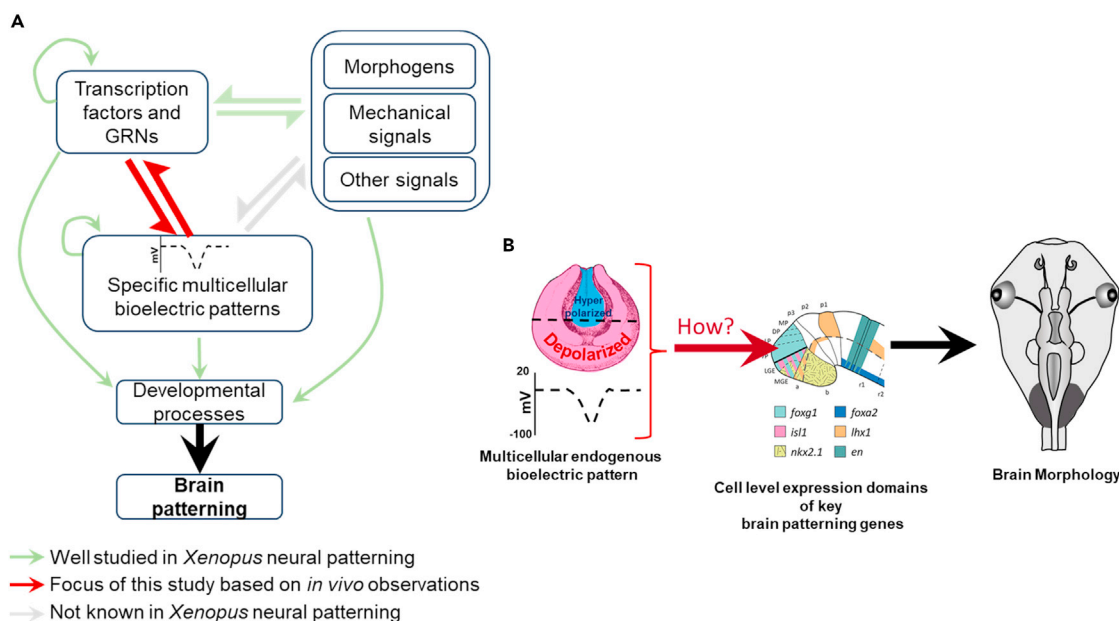 A
Transcription
factors and
GRNs
Morphogens
Mechanical
signals
Other signals
mV
Specific multicellular
bioelectric patterns
Developmental
processes
Brain
patterning
Well studied in Xenopus neural patterning
Focus of this study based on in vivo observations
Not known in Xenopus neural patterning
B
Hyper
polarized
Depolarized
20
mV
-100
Multicellular endogenous
bioelectric pattern
How?
p2
p1
p3
MP
DP
LGE
MGE
a
b
r1
r2
foxg1
foxa2
isl1
lhx1
nkx2.1
en
Cell level expression domains
of key
brain patterning genes
Brain Morphology